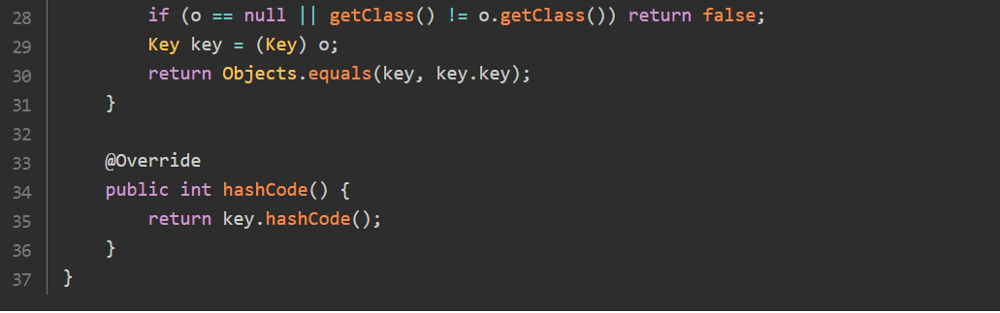 28 if (o == null || getClass() != o.getClass()) return false;
29 Key key = (Key) o;
30 return Objects.equals(key, key.key);
31 }
32
33 @Override
34 public int hashCode() {
35 return key.hashCode();
36 }
37 }